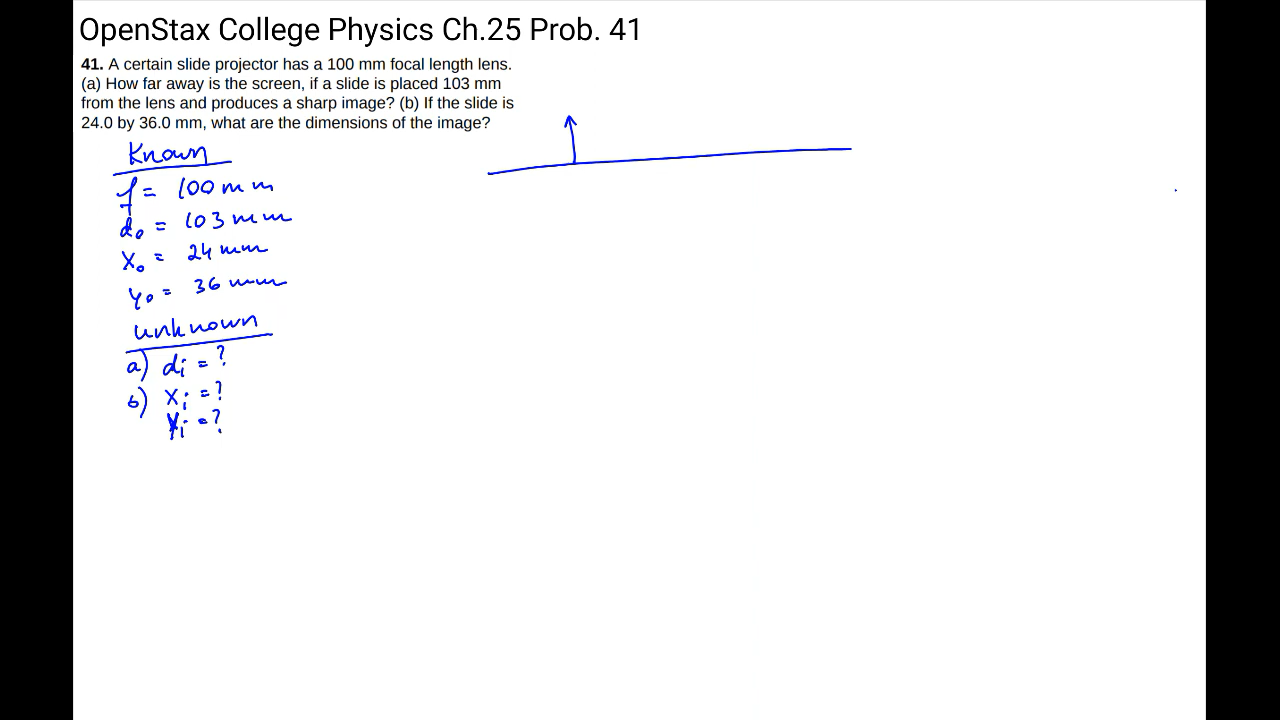 OpenStax College Physics Ch.25 Prob. 41
41. A certain slide projector has a 100 mm focal length lens.
(a) How far away is the screen, if a slide is placed 103 mm
from the lens and produces a sharp image? (b) If the slide is
24.0 by 36.0 mm, what are the dimensions of the image?
Known
f = 100 mm
do = 103 mm
xo = 24 mm
yo = 36 mm
unknown
a) di = ?
b) xi = ?
yi = ?